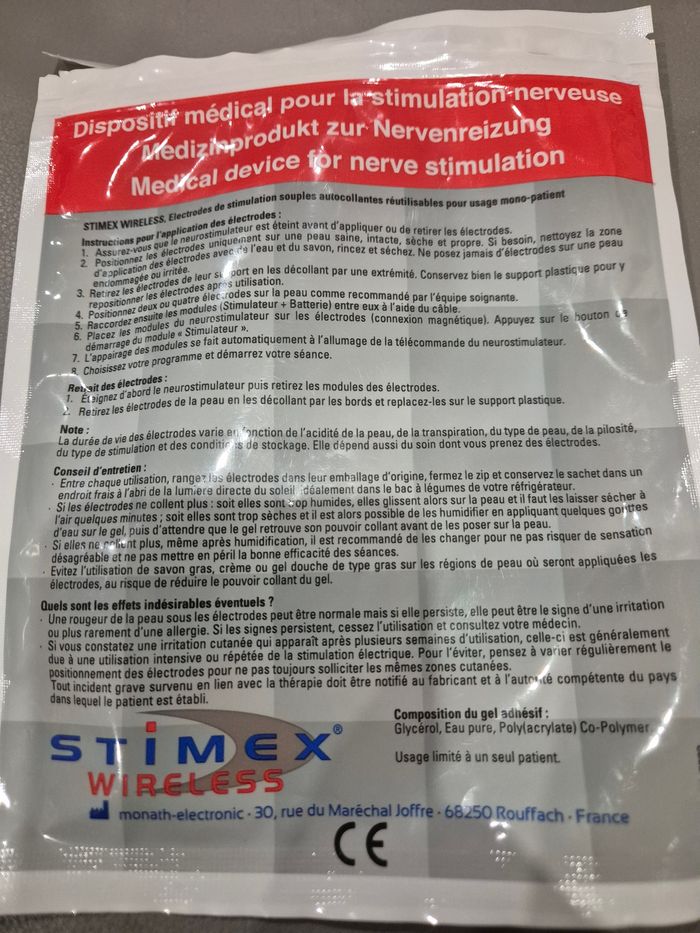 Dispositif médical pour la stimulation nerveuse
Medizinprodukt zur Nervenreizung
Medical device for nerve stimulation
STIMEX WIRELESS. Electrodes de stimulation souples autocollantes réutilisables pour usage mono-patient
Instructions pour l'application des électrodes :
1. Assurez-vous que le neurostimulateur est éteint avant d'appliquer ou de retirer les électrodes.
2. Positionnez les électrodes uniquement sur une peau saine, intacte, sèche et propre. Si besoin, nettoyez la zone
d'application des électrodes avec de l'eau et du savon, rincez et séchez. Ne posez jamais d'électrodes sur une peau
endommagée ou irritée.
3. Retirez les électrodes de leur support en les décollant par une extrémité. Conservez bien le support plastique pour y
repositionner les électrodes après utilisation.
4. Positionnez deux ou quatre électrodes sur la peau comme recommandé par l'équipe soignante.
5. Raccordez ensuite les modules (Stimulateur + Batterie) entre eux à l'aide du câble.
6. Placez les modules du neurostimulateur sur les électrodes (connexion magnétique). Appuyez sur le bouton de
démarrage du module « Stimulateur ».
7. L'appairage des modules se fait automatiquement à l'allumage de la télécommande du neurostimulateur.
8. Choisissez votre programme et démarrez votre séance.
Retrait des électrodes :
1. Eteignez d'abord le neurostimulateur puis retirez les modules des électrodes.
2. Retirez les électrodes de la peau en les décollant par les bords et replacez-les sur le support plastique.
Note :
La durée de vie des électrodes varie en fonction de l'acidité de la peau, de la transpiration, du type de peau, de la pilosité,
du type de stimulation et des conditions de stockage. Elle dépend aussi du soin dont vous prenez des électrodes.
Conseil d'entretien :
· Entre chaque utilisation, rangez les électrodes dans leur emballage d'origine, fermez le zip et conservez le sachet dans un
endroit frais à l'abri de la lumière directe du soleil, idéalement dans le bac à légumes de votre réfrigérateur.
· Si les électrodes ne collent plus : soit elles sont trop humides, elles glissent alors sur la peau et il faut les laisser sécher à
l'air quelques minutes ; soit elles sont trop sèches et il est alors possible de les humidifier en appliquant quelques gouttes
d'eau sur le gel, puis d'attendre que le gel retrouve son pouvoir collant avant de les poser sur la peau.
· Si elles ne collent plus, même après humidification, il est recommandé de les changer pour ne pas risquer de sensation
désagréable et ne pas mettre en péril la bonne efficacité des séances.
· Evitez l'utilisation de savon gras, crème ou gel douche de type gras sur les régions de peau où seront appliquées les
électrodes, au risque de réduire le pouvoir collant du gel.
Quels sont les effets indésirables éventuels ?
· Une rougeur de la peau sous les électrodes peut être normale mais si elle persiste, elle peut être le signe d'une irritation
ou plus rarement d'une allergie. Si les signes persistent, cessez l'utilisation et consultez votre médecin.
· Si vous constatez une irritation cutanée qui apparaît après plusieurs semaines d'utilisation, celle-ci est généralement
due à une utilisation intensive ou répétée de la stimulation électrique. Pour l'éviter, pensez à varier régulièrement le
positionnement des électrodes pour ne pas toujours solliciter les mêmes zones cutanées.
Tout incident grave survenu en lien avec la thérapie doit être notifié au fabricant et à l'autorité compétente du pays
dans lequel le patient est établi.
Composition du gel adhésif :
Glycérol, Eau pure, Poly(acrylate) Co-Polymer.
Usage limité à un seul patient.
STIMEX®
WIRELESS
monath-electronic · 30, rue du Maréchal Joffre · 68250 Rouffach · France
CE